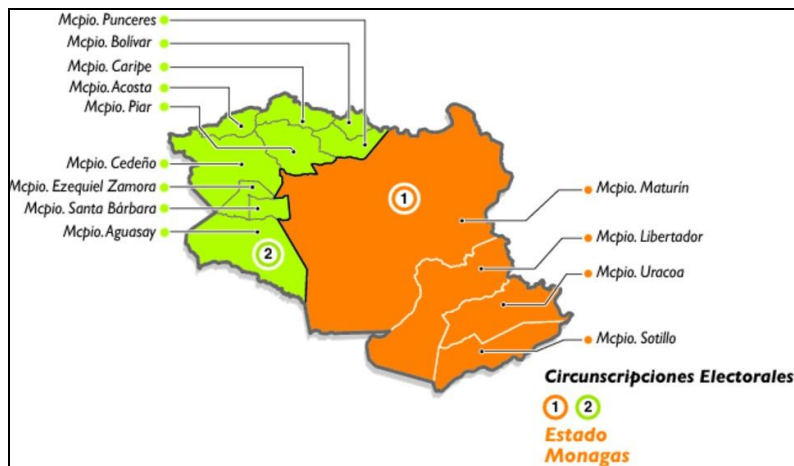 Mcpio. Punceres
Mcpio. Bolívar
Mcpio. Caripe
Mcpio. Acosta
Mcpio. Piar
Mcpio. Cedeño
Mcpio. Ezequiel Zamora
Mcpio. Santa Bárbara
Mcpio. Aguasay
1
2
Mcpio. Maturín
Mcpio. Libertador
Mcpio. Uracoa
Mcpio. Sotillo
Circunscripciones Electorales
1 2
Estado
Monagas